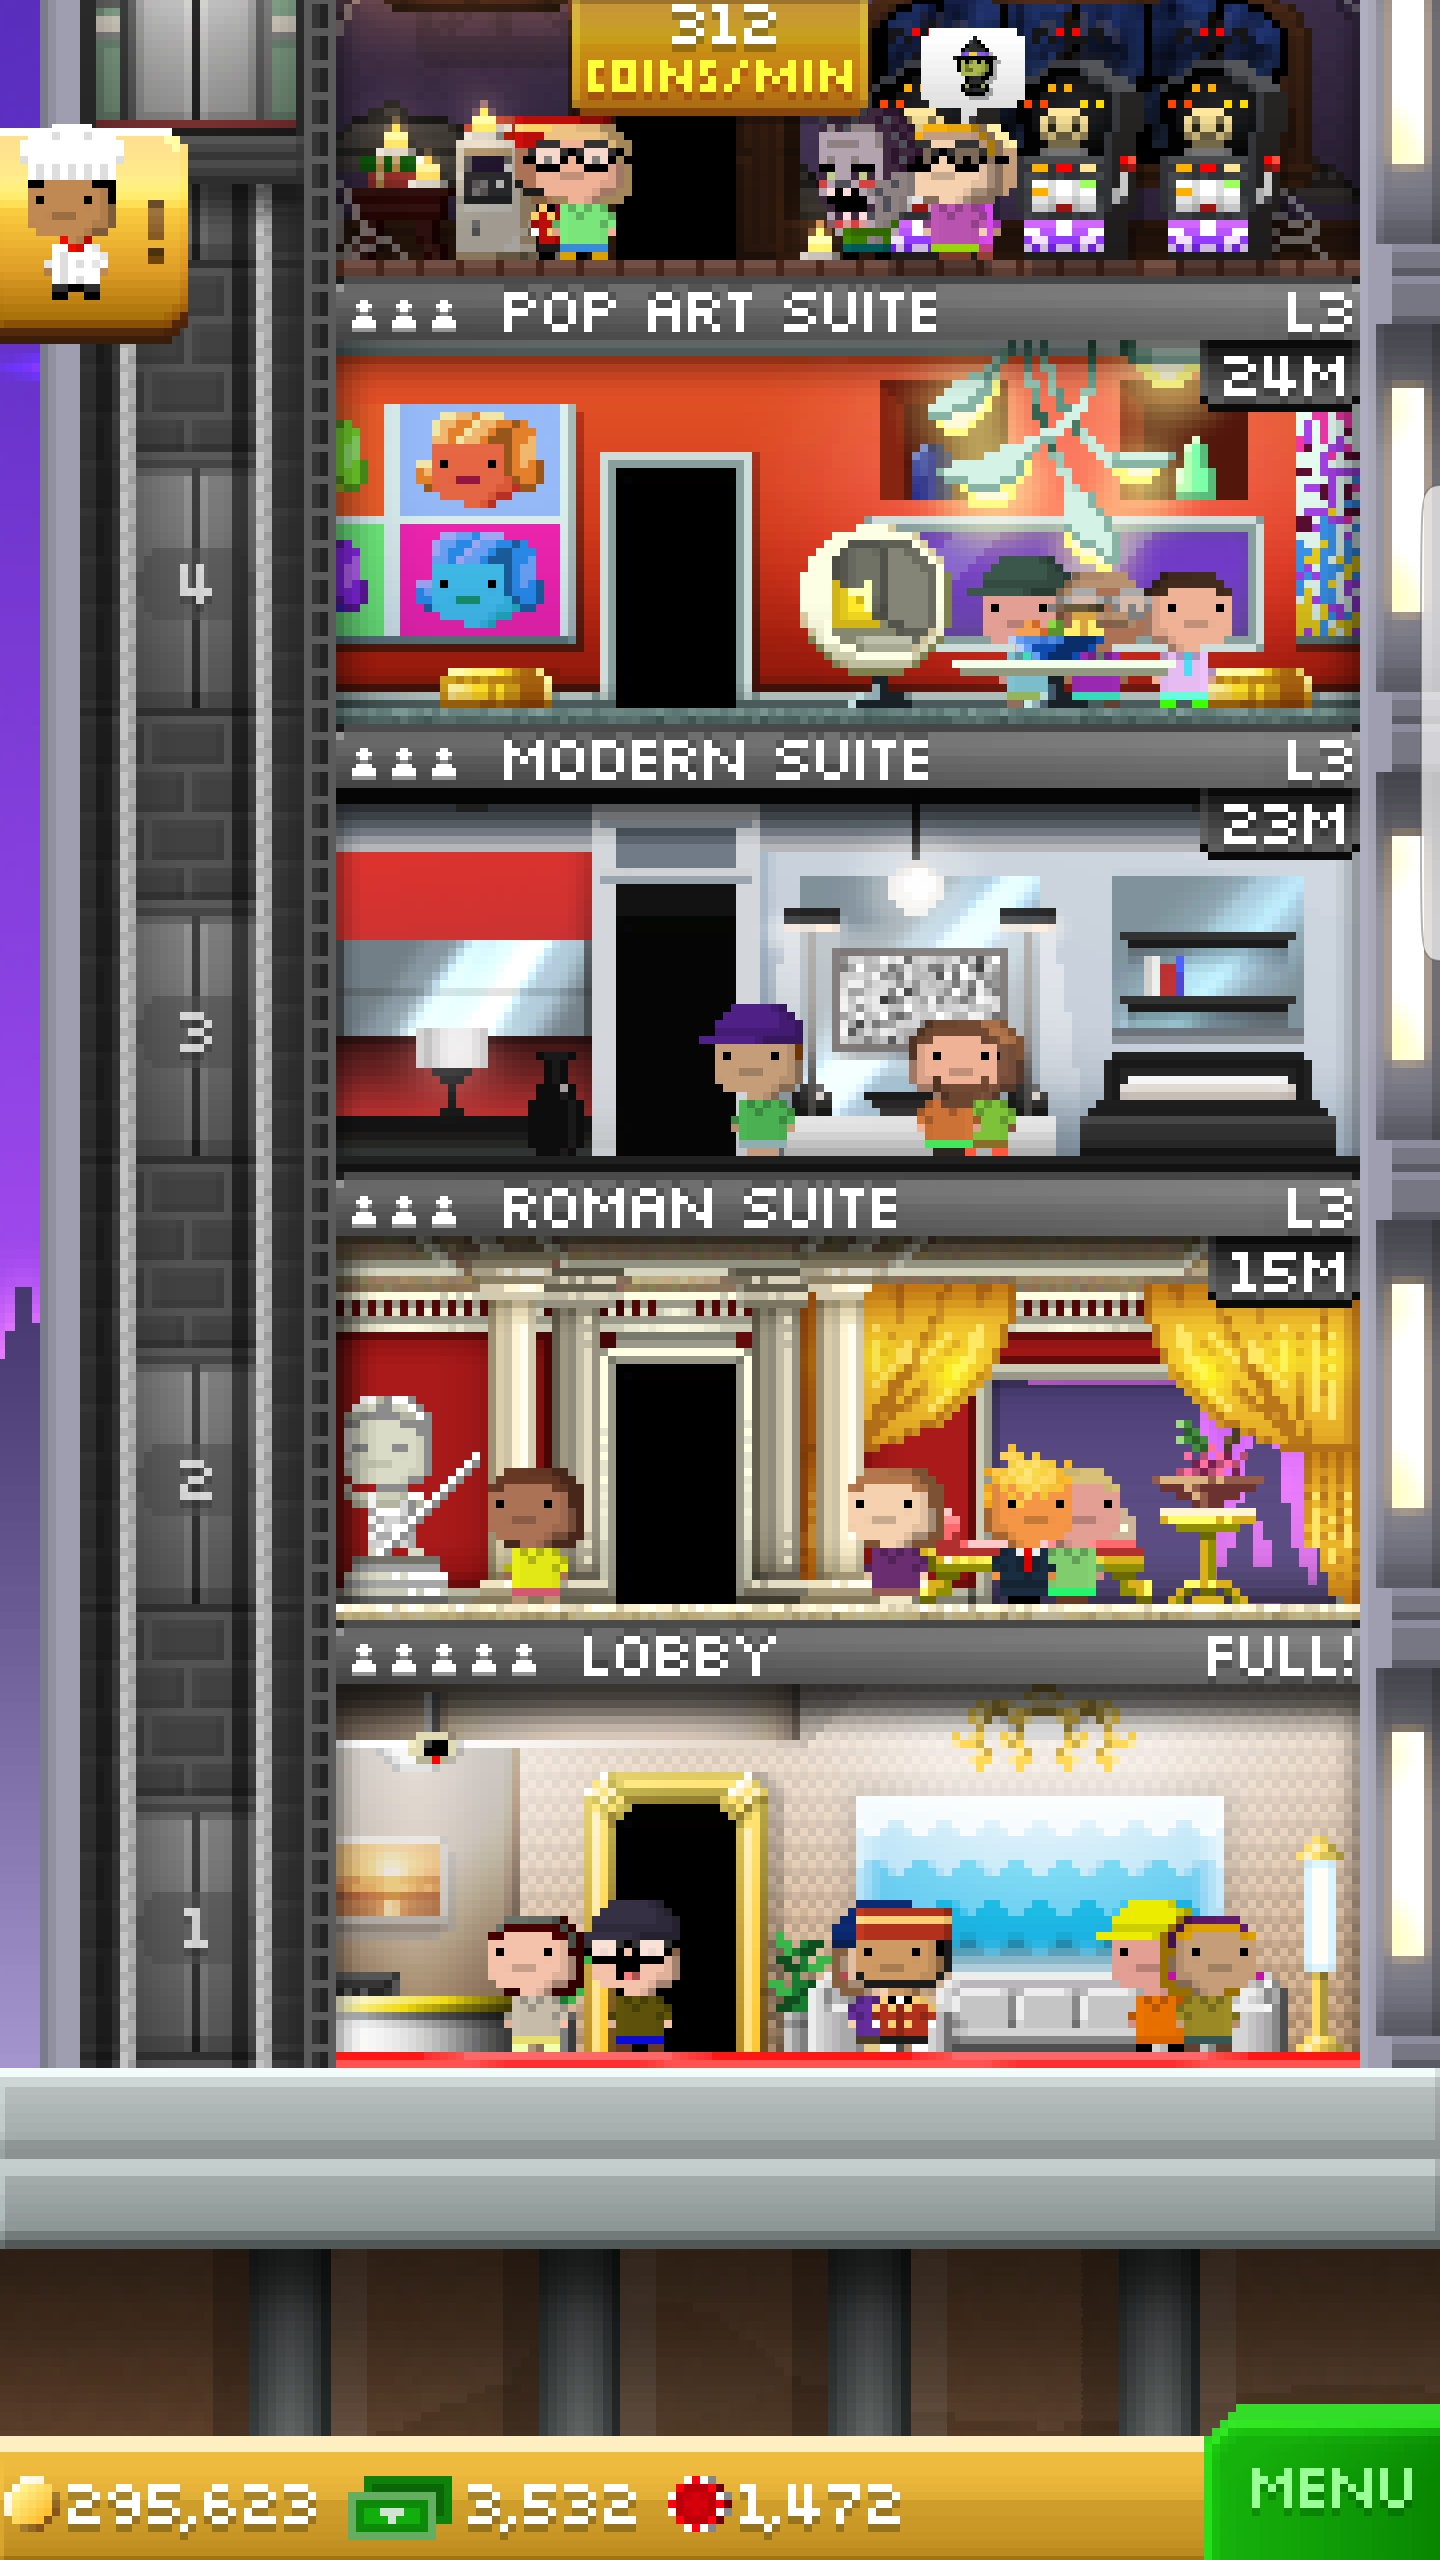 312
COINS/MIN
!
POP ART SUITE L3
24M
4
MODERN SUITE L3
23M
3
ROMAN SUITE L3
15M
2
LOBBY FULL!
1
295,623 3,532 1,472 MENU